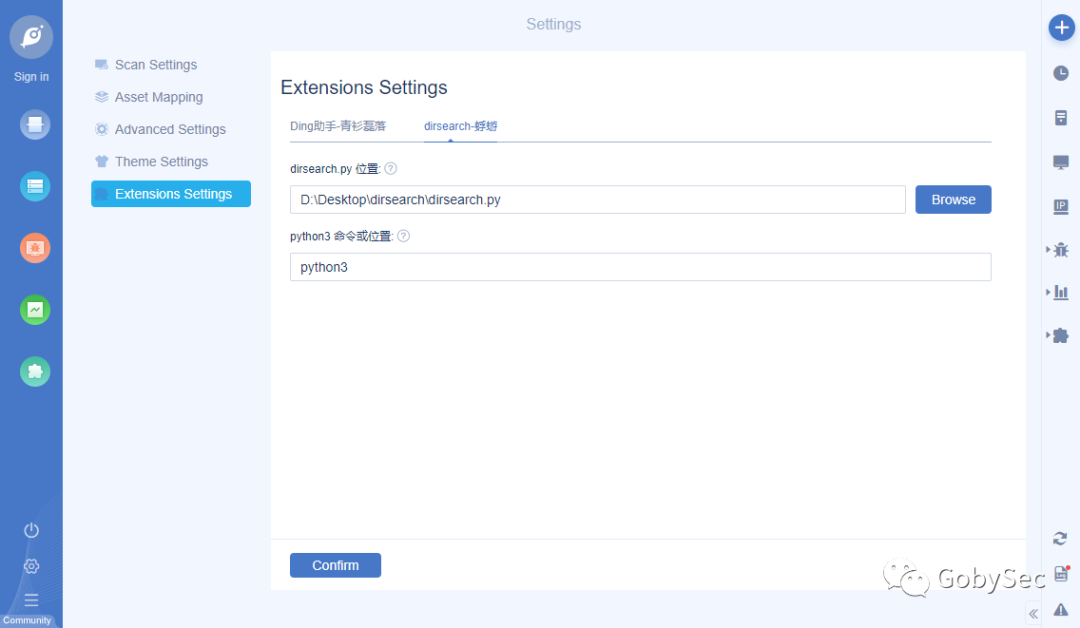 Settings
Sign in
Scan Settings
Asset Mapping
Advanced Settings
Theme Settings
Extensions Settings
Extensions Settings
Ding助手-青衫磊落 dirsearch-蜉蝣
dirsearch.py 位置: ?
D:\Desktop\dirsearch\dirsearch.py Browse
python3 命令或位置: ?
python3
IP
Confirm
GobySec
Community